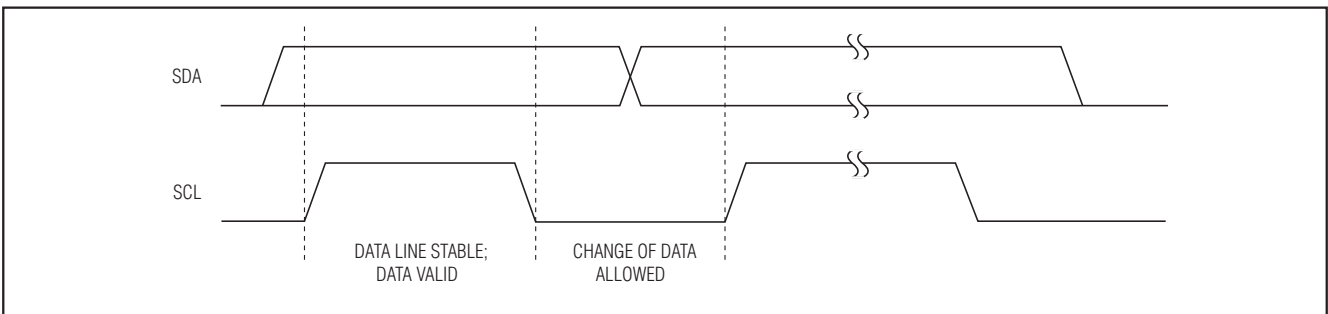 SDA
SCL
DATA LINE STABLE;
DATA VALID
CHANGE OF DATA
ALLOWED